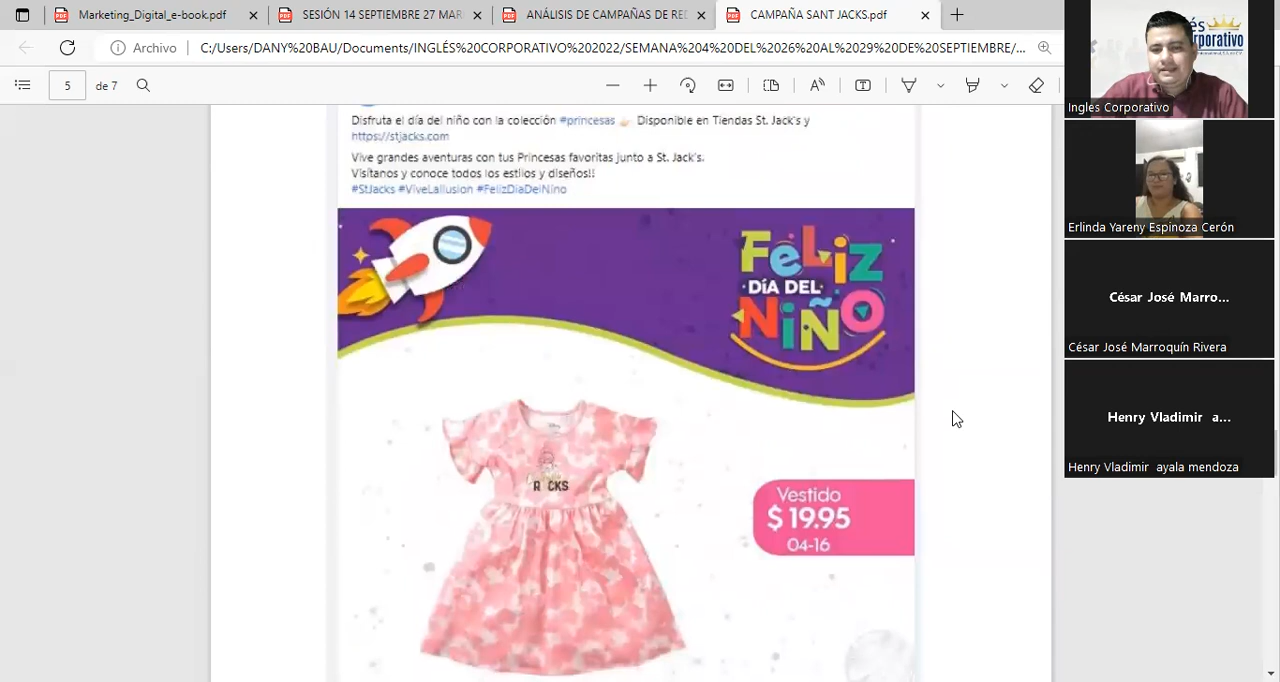 Marketing_Digital_e-book.pdf
SESIÓN 14 SEPTIEMBRE 27 MAR
ANÁLISIS DE CAMPAÑAS DE RED
CAMPAÑA SANT JACKS.pdf
Archivo
C:/Users/DANY%20BAU/Documents/INGLÉS%20CORPORATIVO%202022/SEMANA%204%20DEL%2026%20AL%2029%20DE%20SEPTIEMBRE/...
5
de 7
Disfruta el día del niño con la colección #princesas 👉 Disponible en Tiendas St. Jack's y
https://stjacks.com
Vive grandes aventuras con tus Princesas favoritas junto a St. Jack's.
Visítanos y conoce todos los estilos y diseños!!
#StJacks #ViveLaIlusion #FelizDiaDelNino
FeLiz
DÍA DEL
NIÑO
R CKS
Vestido
$ 19.95
04-16
Ingles Corporativo
Erlinda Yareny Espinoza Cerón
César José Marro...
César José Marroquín Rivera
Henry Vladimir a...
Henry Vladimir ayala mendoza